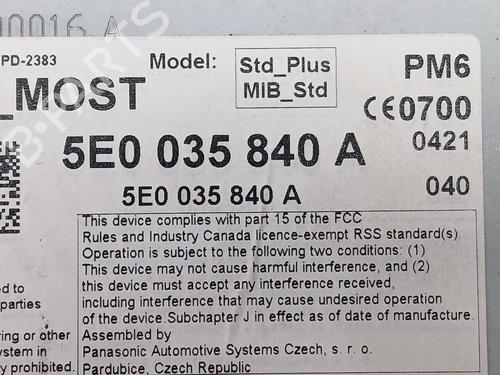 00016 A
PD-2383
Model:
Std_Plus
MiB_Std
PM6
_MOST
CE0700
5E0 035 840 A
0421
5E0 035 840 A
040
This device complies with part 15 of the FCC
Rules and Industry Canada licence-exempt RSS standard(s).
Operation is subject to the following two conditions: (1)
This device may not cause harmful interference, and (2)
this device must accept any interference received,
including interference that may cause undesired operation
of the device.Subchapter J in effect as of date of manufacture.
Assembled by
Panasonic Automotive Systems Czech, s. r. o.
Pardubice, Czech Republic
d to
parties
ring or other
system in
y prohibited.
B-PARTS